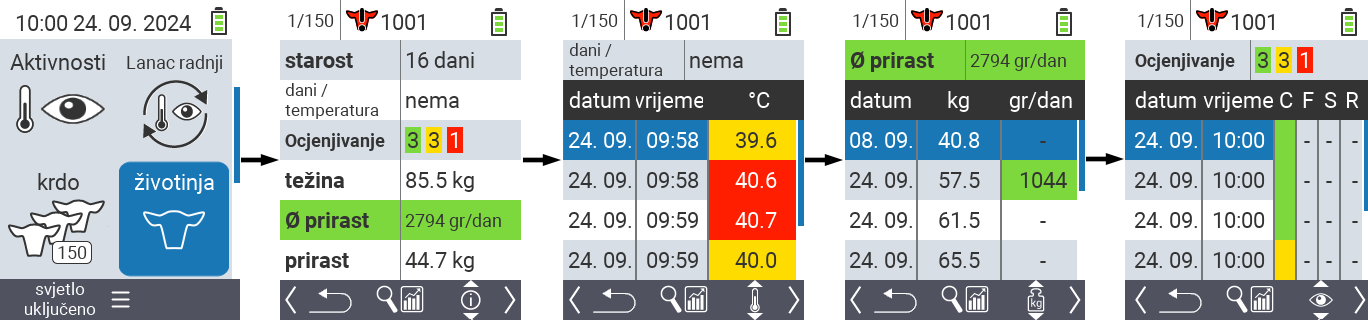 10:00 24. 09. 2024
Aktivnosti
Lanac radnji
krdo
150
životinja
svjetlo
uključeno
1/150 1001
starost 16 dani
dani /
temperatura
nema
Ocjenjivanje 3 3 1
težina 85.5 kg
Ø prirast 2794 gr/dan
prirast 44.7 kg
1/150 1001
dani /
temperatura
nema
datum vrijeme °C
24. 09. 09:58 39.6
24. 09. 09:58 40.6
24. 09. 09:59 40.7
24. 09. 09:59 40.0
1/150 1001
Ø prirast 2794 gr/dan
datum kg gr/dan
08. 09. 40.8 -
24. 09. 57.5 1044
24. 09. 61.5 -
24. 09. 65.5 -
kg
1/150 1001
Ocjenjivanje 3 3 1
datum vrijeme C F S R
24. 09. 10:00 - - -
24. 09. 10:00 - - -
24. 09. 10:00 - - -
24. 09. 10:00 - - -